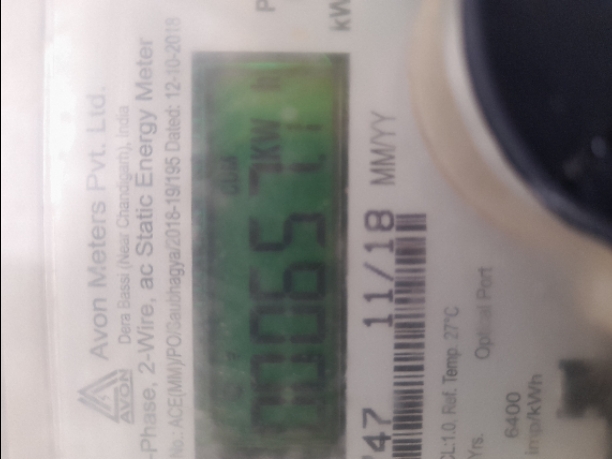 Avon Meters Pvt. Ltd.
Dera Bassi (Near Chandigarh), India
AVON
-Phase, 2-Wire, ac Static Energy Meter
No.: ACE(MM)/PO/Saubhagya/2018-19/195 Dated: 12-10-2018
KW
47 11/18 MM/YY
CL:1.0. Ref. Temp. 27°C
Yrs. Optical Port
6400
imp/kWh